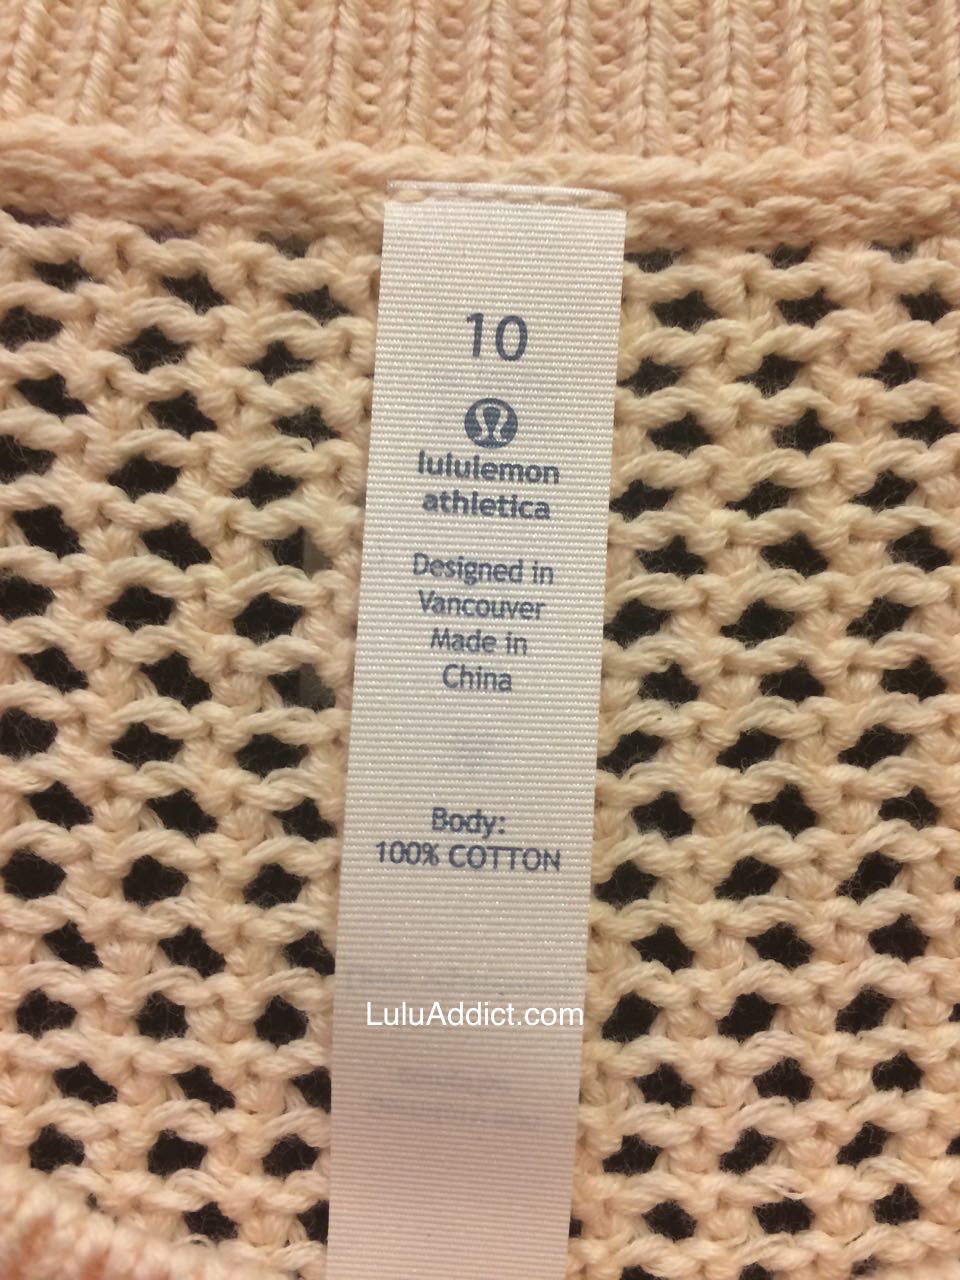 10
lululemon
athletica
Designed in
Vancouver
Made in
China
Body:
100% COTTON
LuluAddict.com